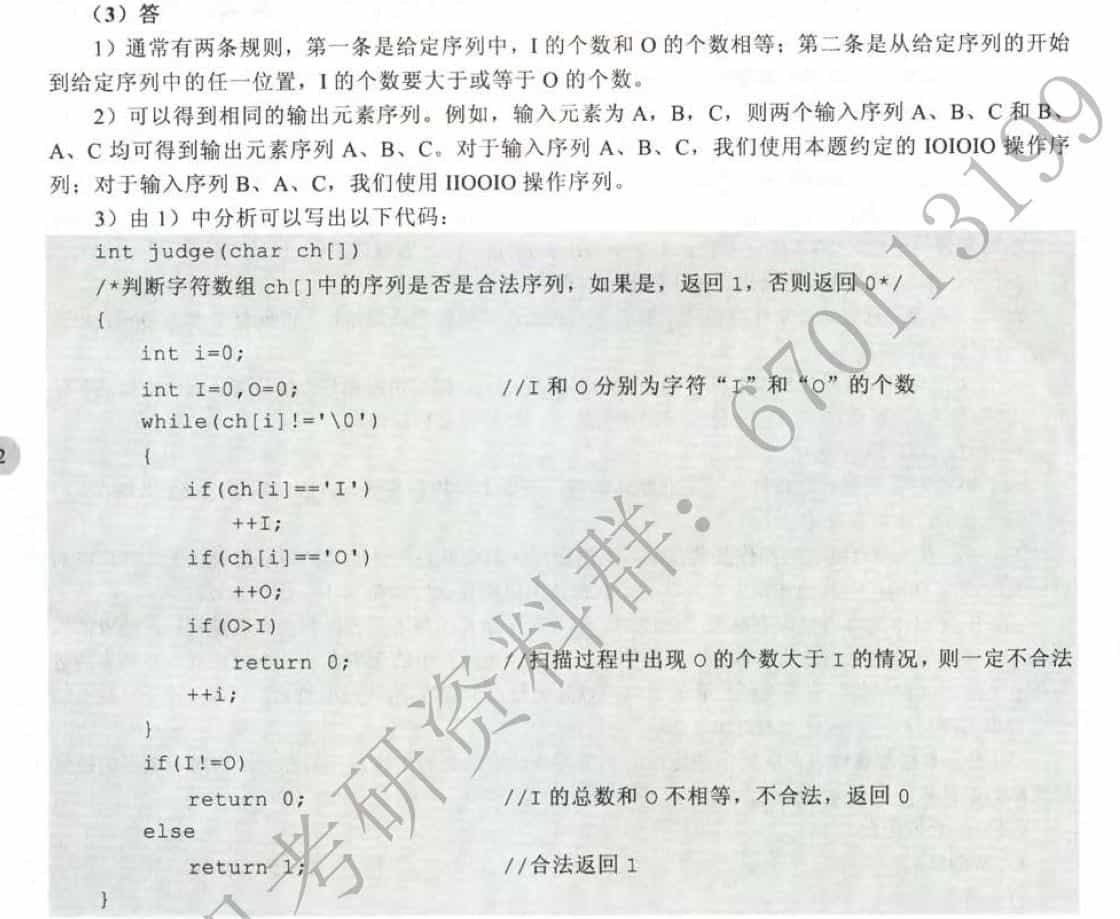 （3）答
1）通常有两条规则，第一条是给定序列中，I 的个数和 O 的个数相等；第二条是从给定序列的开始
到给定序列中的任一位置，I 的个数要大于或等于 O 的个数。
2）可以得到相同的输出元素序列。例如，输入元素为 A，B，C，则两个输入序列 A、B、C 和 B、
A、C 均可得到输出元素序列 A、B、C。对于输入序列 A、B、C，我们使用本题约定的 IOIOIO 操作序
列；对于输入序列 B、A、C，我们使用 IIOOIO 操作序列。
3）由 1）中分析可以写出以下代码：
int judge(char ch[])
/*判断字符数组 ch[]中的序列是否是合法序列，如果是，返回 1，否则返回 0*/
{
int i=0;
int I=0,O=0; //I 和 O 分别为字符“I”和“O”的个数
while(ch[i]!='\0')
2
{
if(ch[i]=='I')
++I;
if(ch[i]=='O')
++O;
if(O>I)
return 0; //扫描过程中出现 O 的个数大于 I 的情况，则一定不合法
++i;
}
if(I!=O)
return 0; //I 的总数和 O 不相等，不合法，返回 0
else
return 1; //合法返回 1
}
考研资料群：670113199